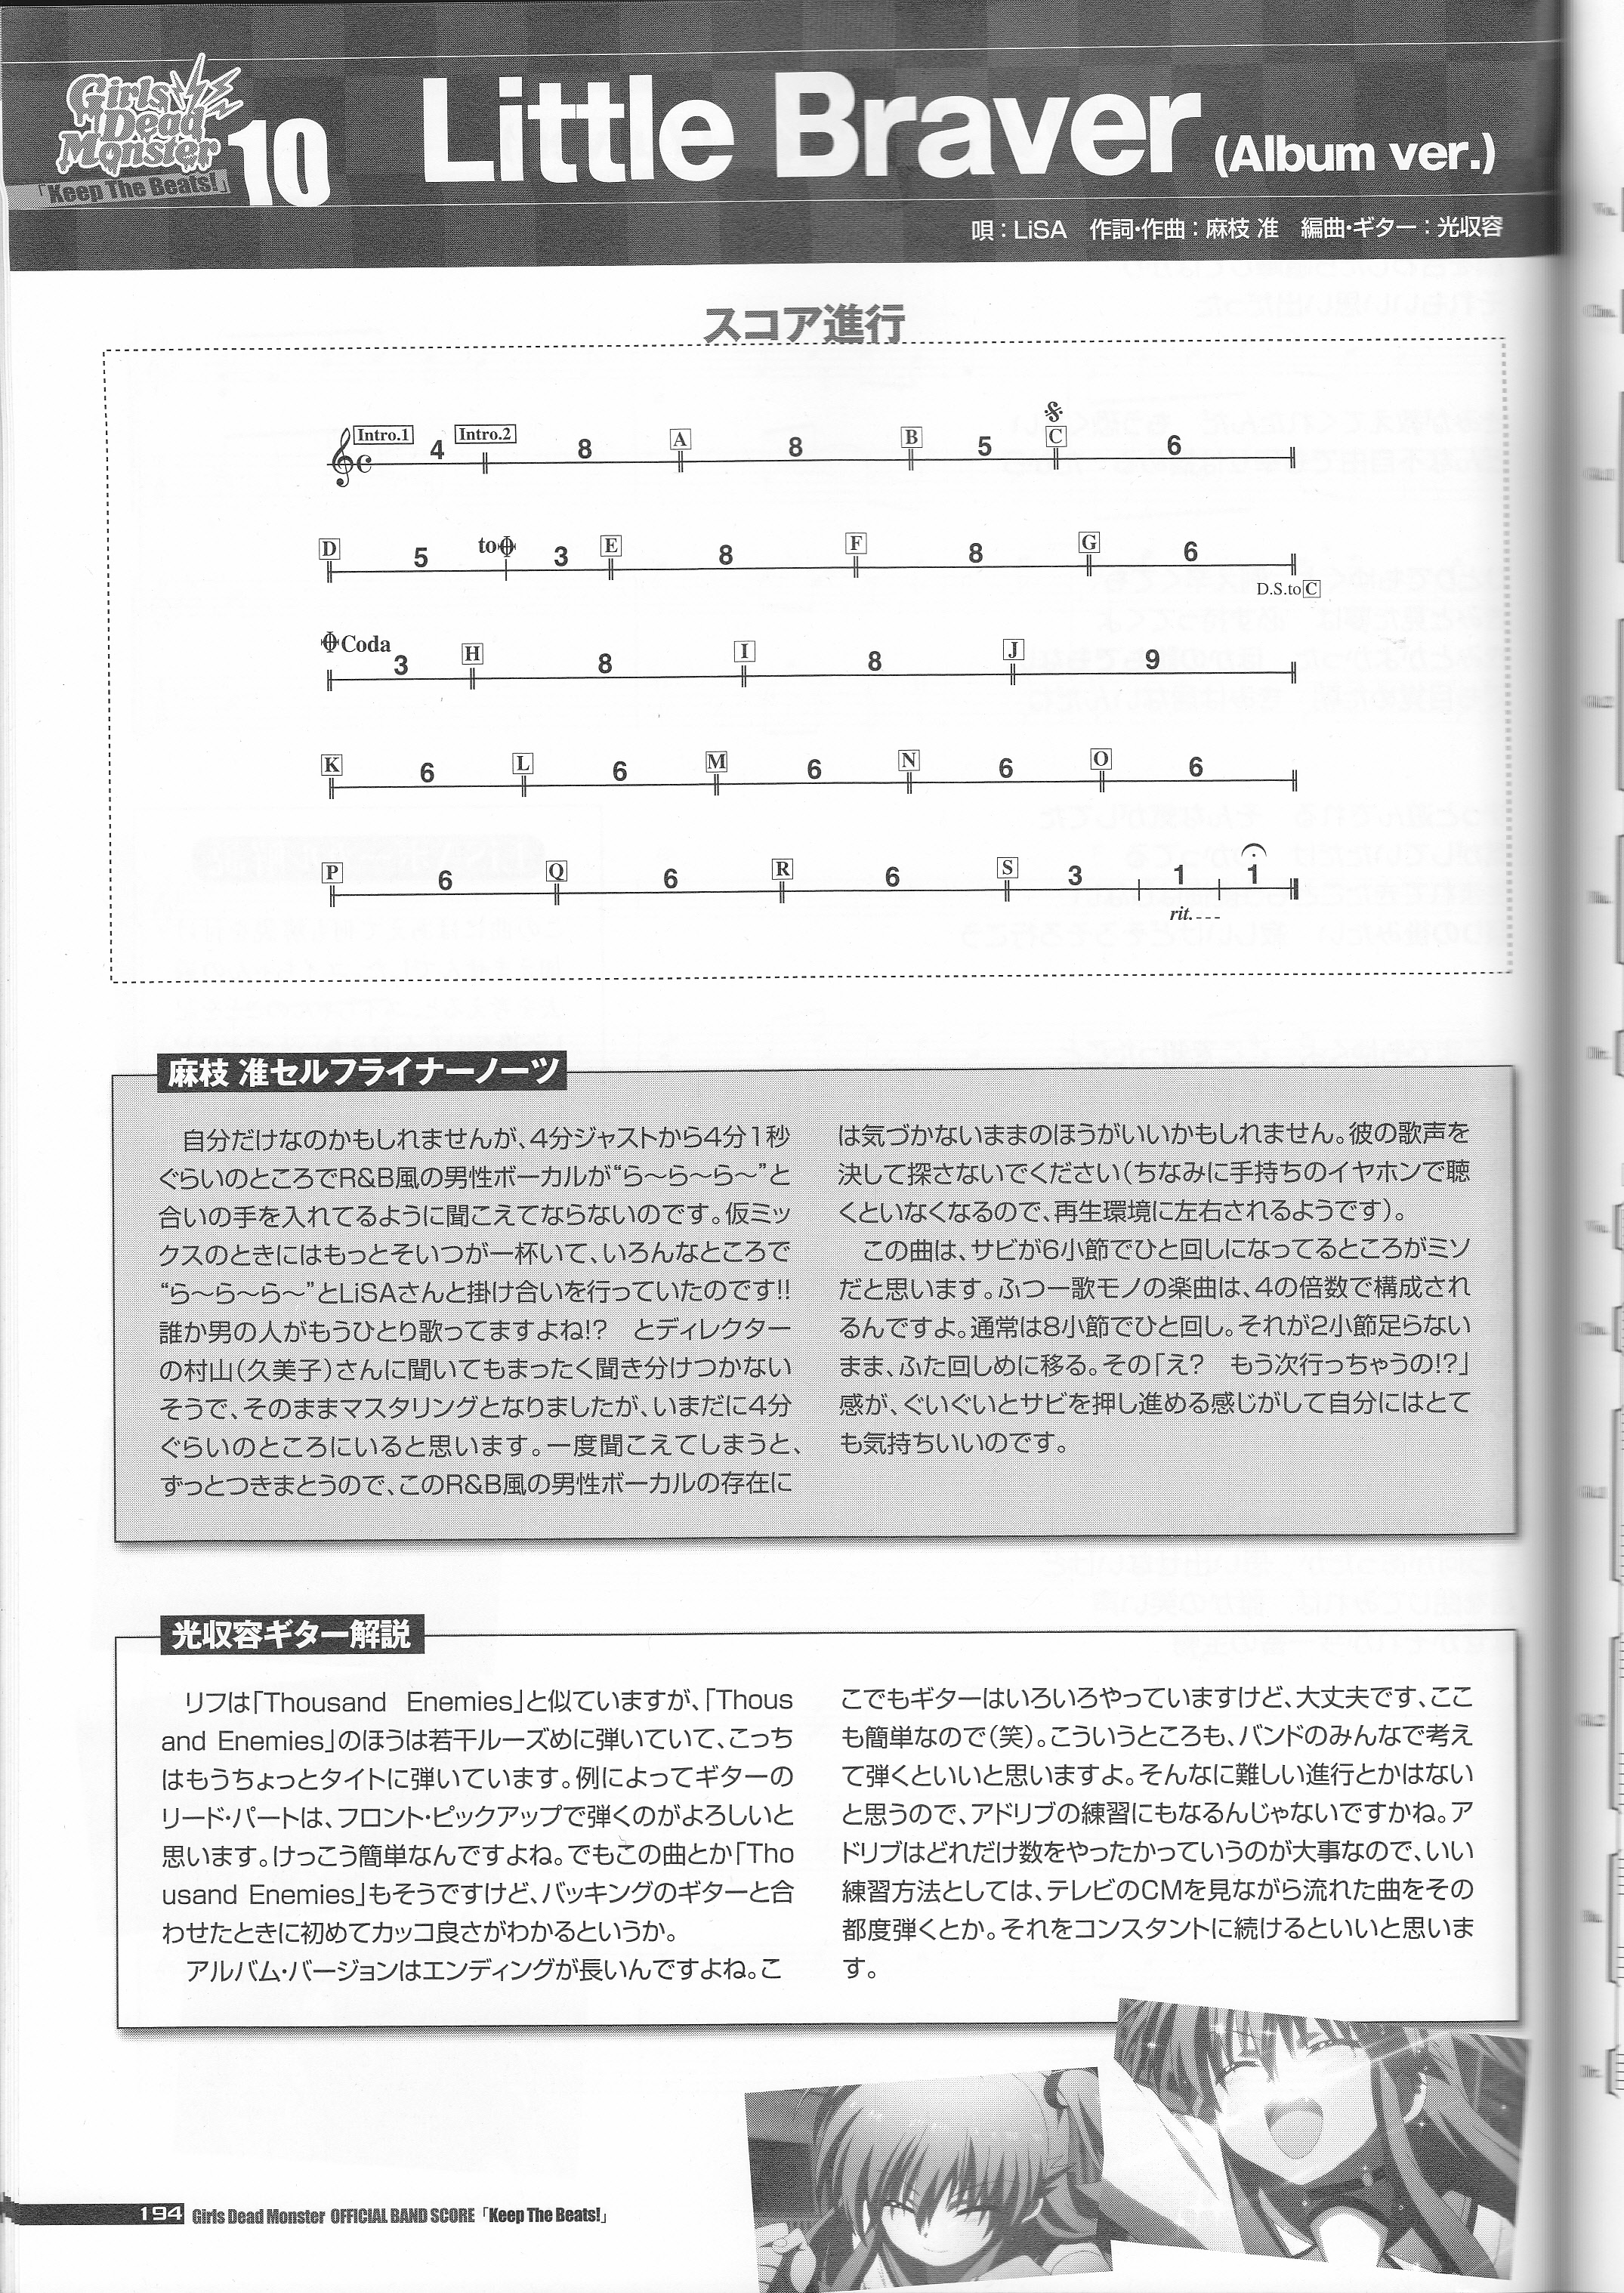 Girls Dead Monster
「Keep The Beats!」
10
Little Braver (Album ver.)
唄：LiSA　作詞・作曲：麻枝 准　編曲・ギター：光収容
スコア進行
Intro.1 4 Intro.2 8 A 8 B 5 C 6
D 5 to 3 E 8 F 8 G 6
D.S.to C
Coda 3 H 8 I 8 J 9
K 6 L 6 M 6 N 6 O 6
P 6 Q 6 R 6 S 3 1 1
rit.
麻枝 准セルフライナーノーツ
自分だけなのかもしれませんが、4分ジャストから4分1秒
ぐらいのところでR&B風の男性ボーカルが“ら〜ら〜ら〜”と
合いの手を入れてるように聞こえてならないのです。仮ミッ
クスのときにはもっとそいつが一杯いて、いろんなところで
“ら〜ら〜ら〜”とLiSAさんと掛け合いを行っていたのです!!
誰か男の人がもうひとり歌ってますよね!?　とディレクター
の村山（久美子）さんに聞いてもまったく聞き分けつかない
そうで、そのままマスタリングとなりましたが、いまだに4分
ぐらいのところにいると思います。一度聞こえてしまうと、
ずっとつきまとうので、このR&B風の男性ボーカルの存在に
は気づかないままのほうがいいかもしれません。彼の歌声を
決して探さないでください（ちなみに手持ちのイヤホンで聴
くといなくなるので、再生環境に左右されるようです）。
この曲は、サビが6小節でひと回しになってるところがミソ
だと思います。ふつー歌モノの楽曲は、4の倍数で構成され
るんですよ。通常は8小節でひと回し。それが2小節足らない
まま、ふた回しめに移る。その「え?　もう次行っちゃうの!?」
感が、ぐいぐいとサビを押し進める感じがして自分にはとて
も気持ちいいのです。
光収容ギター解説
リフは「Thousand Enemies」と似ていますが、「Thous
and Enemies」のほうは若干ルーズめに弾いていて、こっち
はもうちょっとタイトに弾いています。例によってギターの
リード・パートは、フロント・ピックアップで弾くのがよろしいと
思います。けっこう簡単なんですよね。でもこの曲とか「Tho
usand Enemies」もそうですけど、バッキングのギターと合
わせたときに初めてカッコ良さがわかるというか。
アルバム・バージョンはエンディングが長いんですよね。こ
こでもギターはいろいろやっていますけど、大丈夫です、ここ
も簡単なので（笑）。こういうところも、バンドのみんなで考え
て弾くといいと思いますよ。そんなに難しい進行とかはない
と思うので、アドリブの練習にもなるんじゃないですかね。ア
ドリブはどれだけ数をやったかっていうのが大事なので、いい
練習方法としては、テレビのCMを見ながら流れた曲をその
都度弾くとか。それをコンスタントに続けるといいと思いま
す。
194 Girls Dead Monster OFFICIAL BAND SCORE「Keep The Beats!」